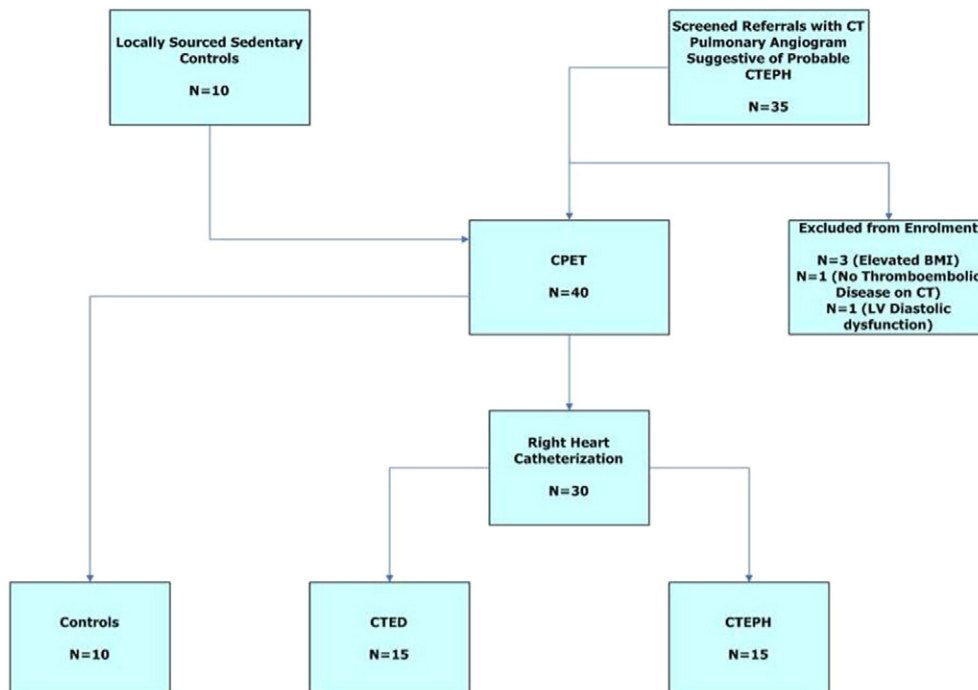 Locally Sourced Sedentary
Controls
N=10
Screened Referrals with CT
Pulmonary Angiogram
Suggestive of Probable
CTEPH
N=35
CPET
N=40
Excluded from Enrolment
N=3 (Elevated BMI)
N=1 (No Thromboembolic
Disease on CT)
N=1 (LV Diastolic
dysfunction)
Right Heart
Catheterization
N=30
Controls
N=10
CTED
N=15
CTEPH
N=15